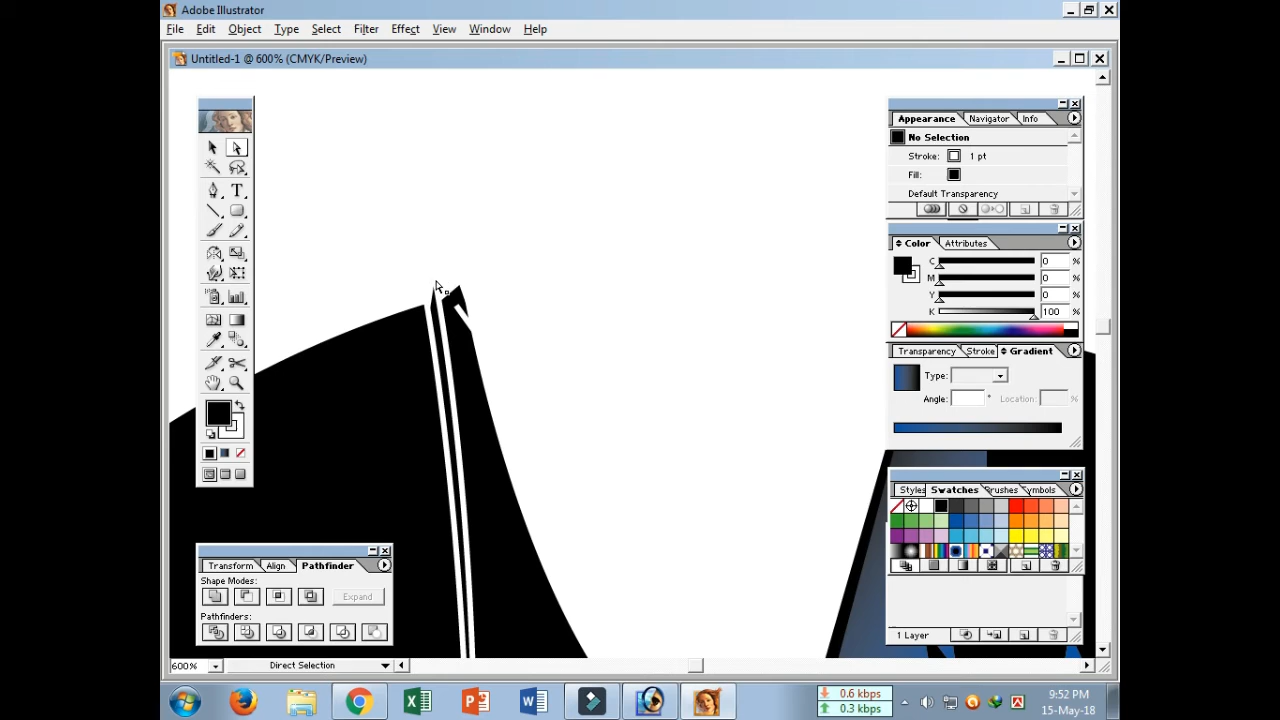 Adobe Illustrator
File Edit Object Type Select Filter Effect View Window Help
Untitled-1 @ 600% (CMYK/Preview)
Appearance Navigator Info
No Selection
Stroke: 1 pt
Fill:
Default Transparency
Color Attributes
C 0 %
M 0 %
Y 0 %
K 100 %
Transparency Stroke Gradient
Type:
Angle: ° Location: %
Styles Swatches Brushes Symbols
1 Layer
Transform Align Pathfinder
Shape Modes:
Expand
Pathfinders:
600% Direct Selection
0.6 kbps
0.3 kbps
9:52 PM
15-May-18